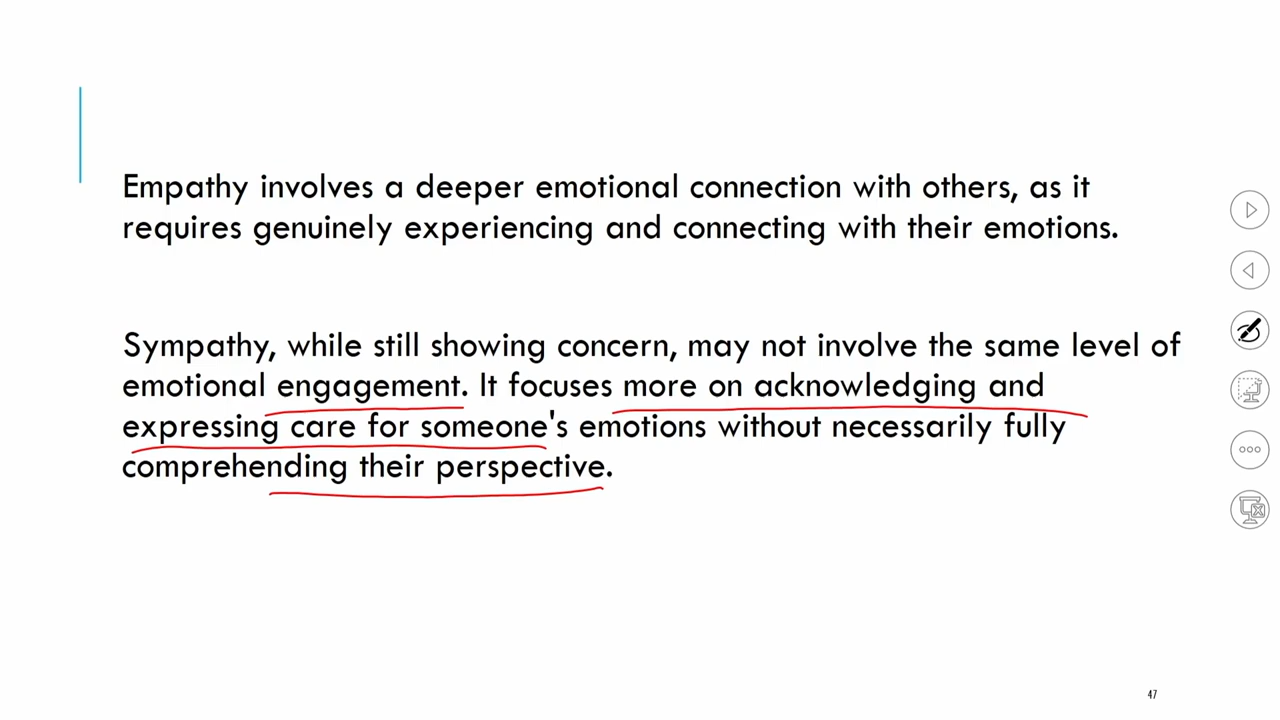 Empathy involves a deeper emotional connection with others, as it
requires genuinely experiencing and connecting with their emotions.
Sympathy, while still showing concern, may not involve the same level of
emotional engagement. It focuses more on acknowledging and
expressing care for someone's emotions without necessarily fully
comprehending their perspective.
47